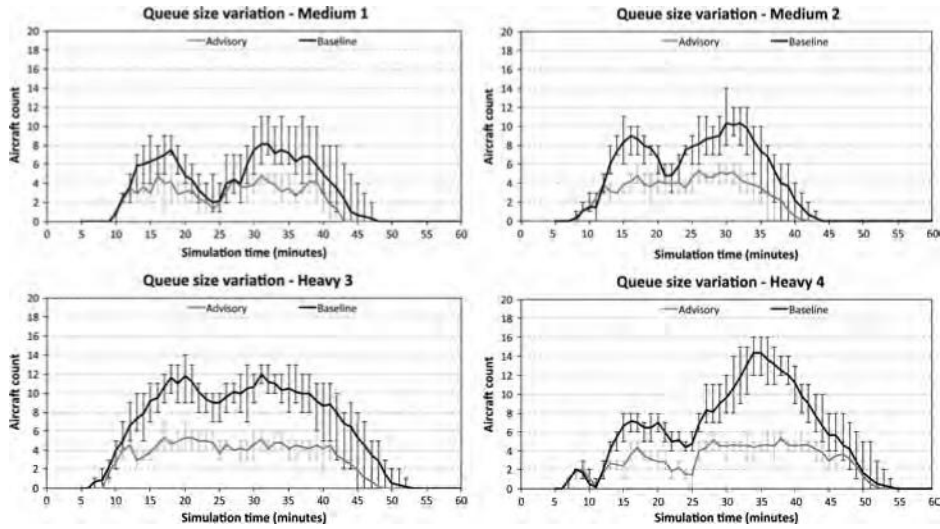 Queue size variation - Medium 1
Advisory Baseline
Aircraft count
20
18
16
14
12
10
8
6
4
2
0
0 5 10 15 20 25 30 35 40 45 50 55 60
Simulation time (minutes)
Queue size variation - Medium 2
Advisory Baseline
Aircraft count
20
18
16
14
12
10
8
6
4
2
0
0 5 10 15 20 25 30 35 40 45 50 55 60
Simulation time (minutes)
Queue size variation - Heavy 3
Advisory Baseline
Aircraft count
20
18
16
14
12
10
8
6
4
2
0
0 5 10 15 20 25 30 35 40 45 50 55 60
Simulation time (minutes)
Queue size variation - Heavy 4
Advisory Baseline
Aircraft count
20
18
16
14
12
10
8
6
4
2
0
0 5 10 15 20 25 30 35 40 45 50 55 60
Simulation time (minutes)